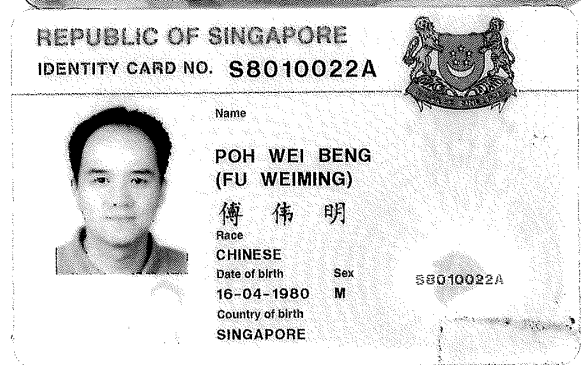 REPUBLIC OF SINGAPORE
IDENTITY CARD NO. S8010022A
Name
POH WEI BENG
(FU WEIMING)
傅 伟 明
Race
CHINESE
Date of birth Sex
16-04-1980 M
S8010022A
Country of birth
SINGAPORE